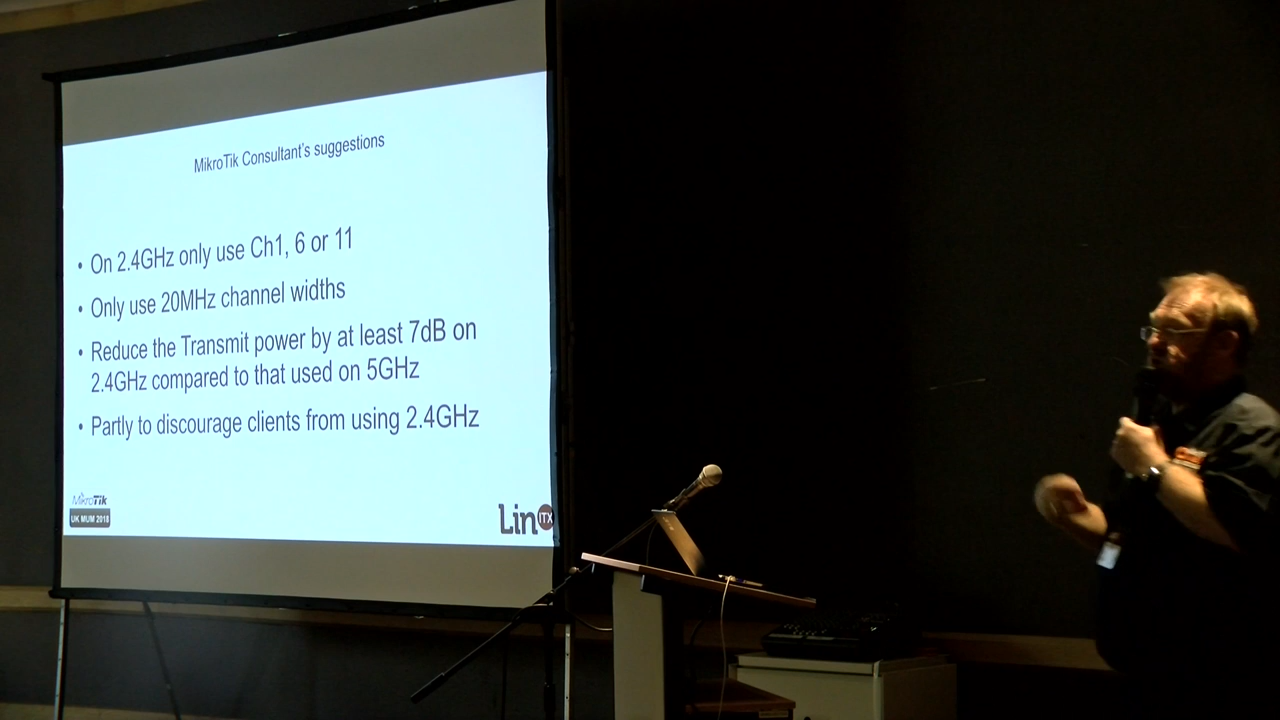 MikroTik Consultant's suggestions
• On 2.4GHz only use Ch1, 6 or 11
• Only use 20MHz channel widths
• Reduce the Transmit power by at least 7dB on
2.4GHz compared to that used on 5GHz
• Partly to discourage clients from using 2.4GHz
MikroTik
UK MUM 2018
Lin ITX